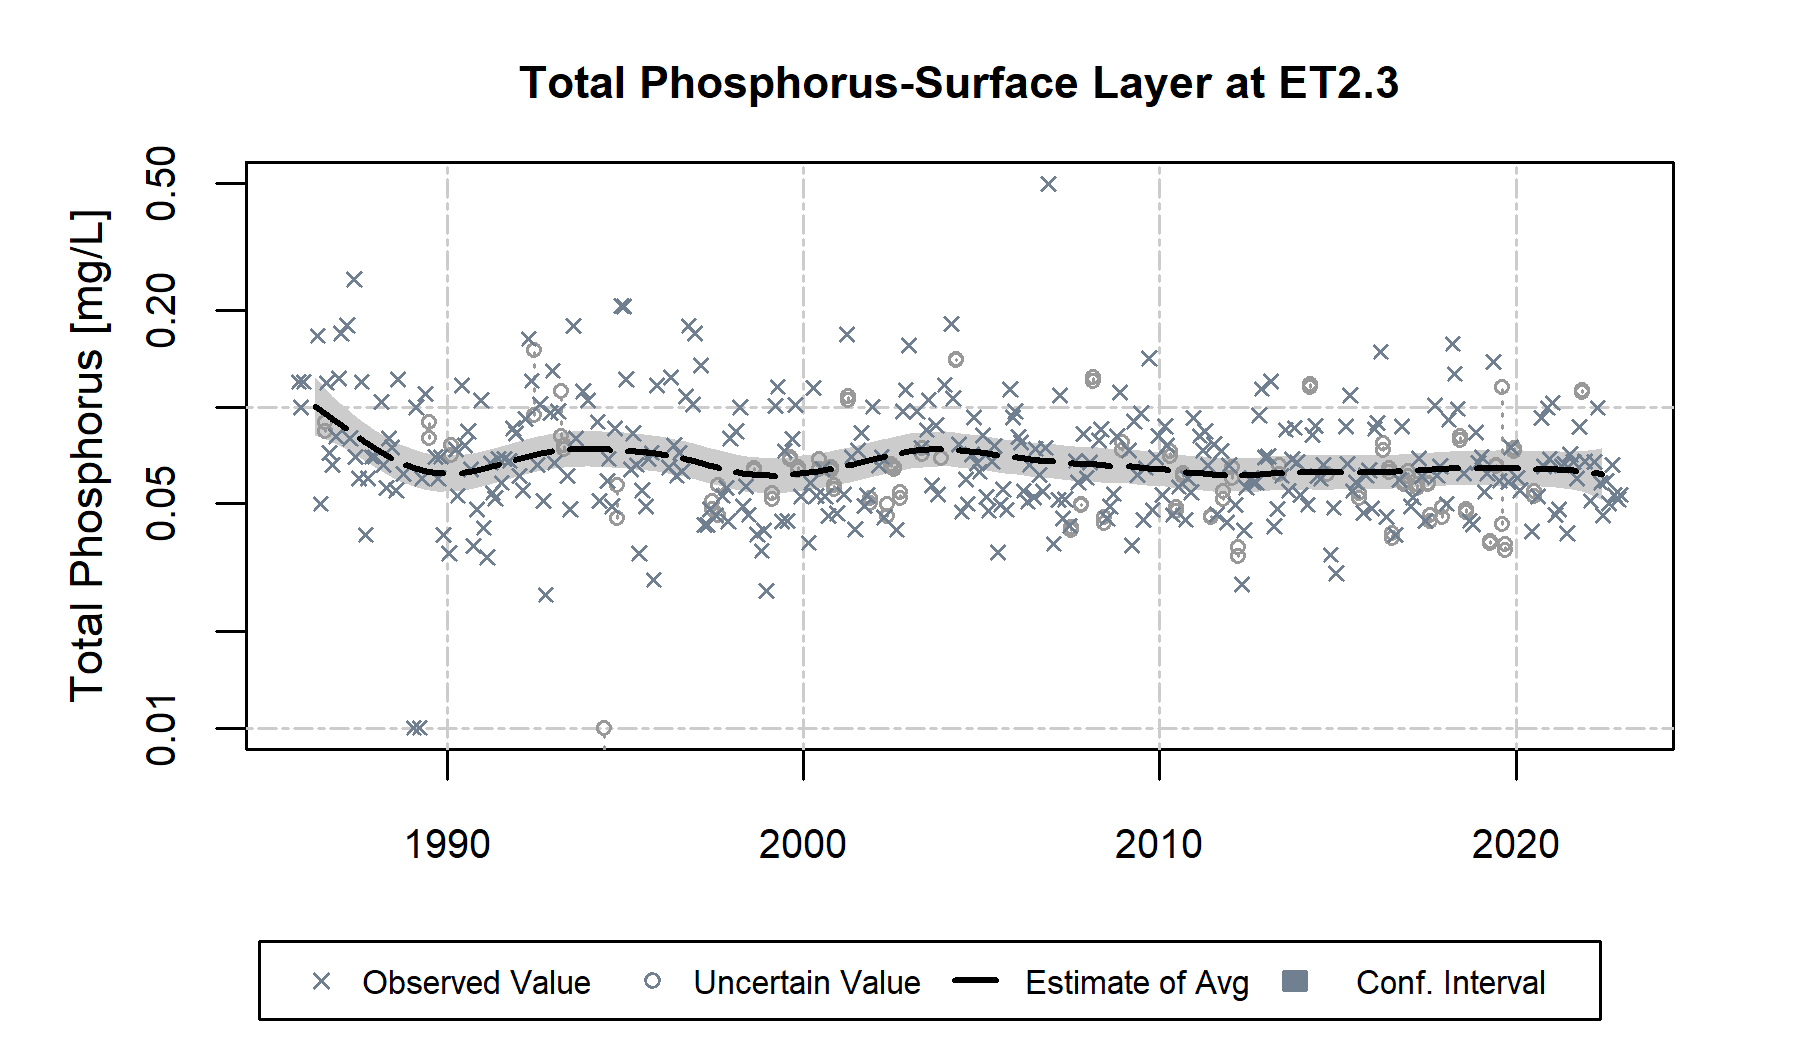 Total Phosphorus-Surface Layer at ET2.3
Total Phosphorus [mg/L]
0.50
0.20
0.05
0.01
1990 2000 2010 2020
Observed Value Uncertain Value Estimate of Avg Conf. Interval